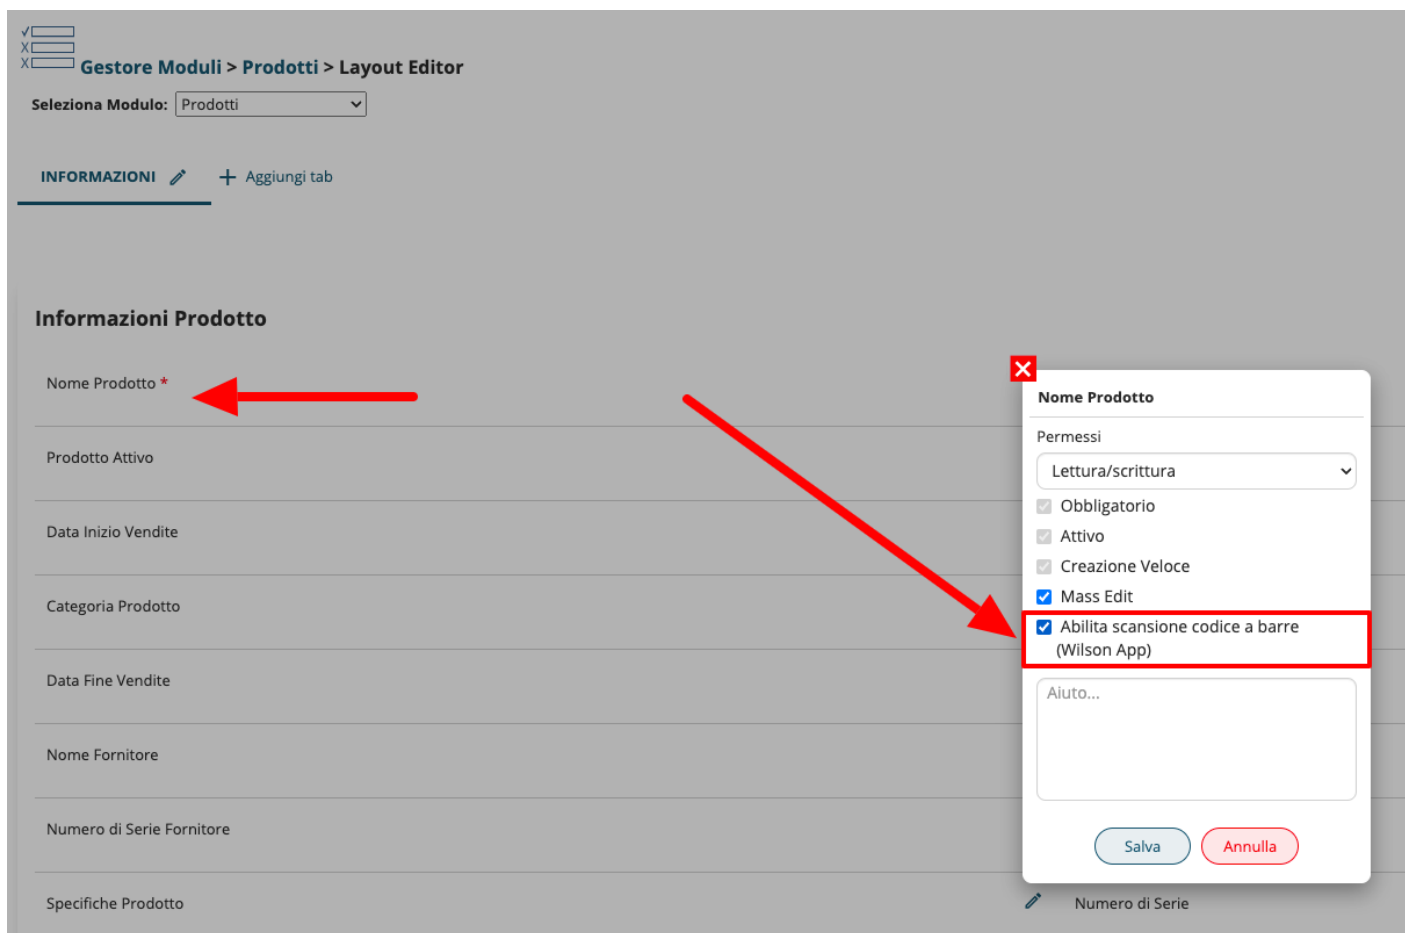 Gestore Moduli > Prodotti > Layout Editor
Seleziona Modulo: Prodotti
INFORMAZIONI + Aggiungi tab
Informazioni Prodotto
Nome Prodotto *
Prodotto Attivo
Data Inizio Vendite
Categoria Prodotto
Data Fine Vendite
Nome Fornitore
Numero di Serie Fornitore
Specifiche Prodotto
Nome Prodotto
Permessi
Lettura/scrittura
Obbligatorio
Attivo
Creazione Veloce
Mass Edit
Abilita scansione codice a barre
(Wilson App)
Aiuto...
Salva Annulla
Numero di Serie